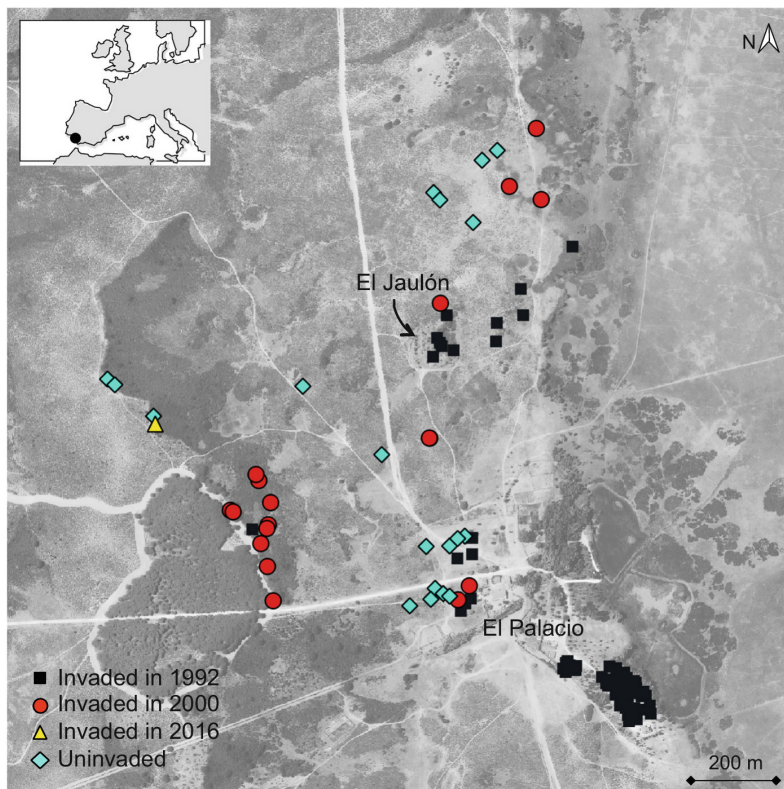 N
El Jaulón
El Palacio
Invaded in 1992
Invaded in 2000
Invaded in 2016
Uninvaded
200 m